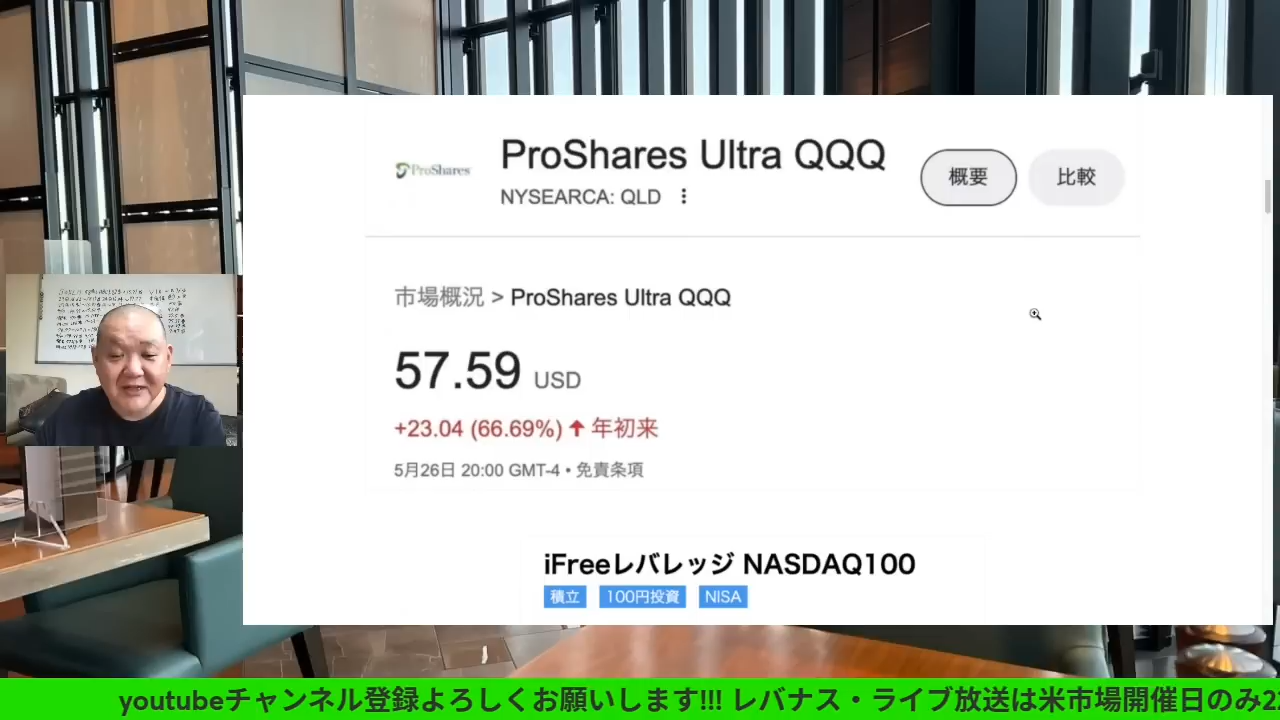 ProShares
ProShares Ultra QQQ
NYSEARCA: QLD
概要
比較
市場概況 > ProShares Ultra QQQ
57.59 USD
+23.04 (66.69%) ↑ 年初来
5月26日 20:00 GMT-4 • 免責条項
iFreeレバレッジ NASDAQ100
積立 100円投資 NISA
youtubeチャンネル登録よろしくお願いします!!! レバナス・ライブ放送は米市場開催日のみ2